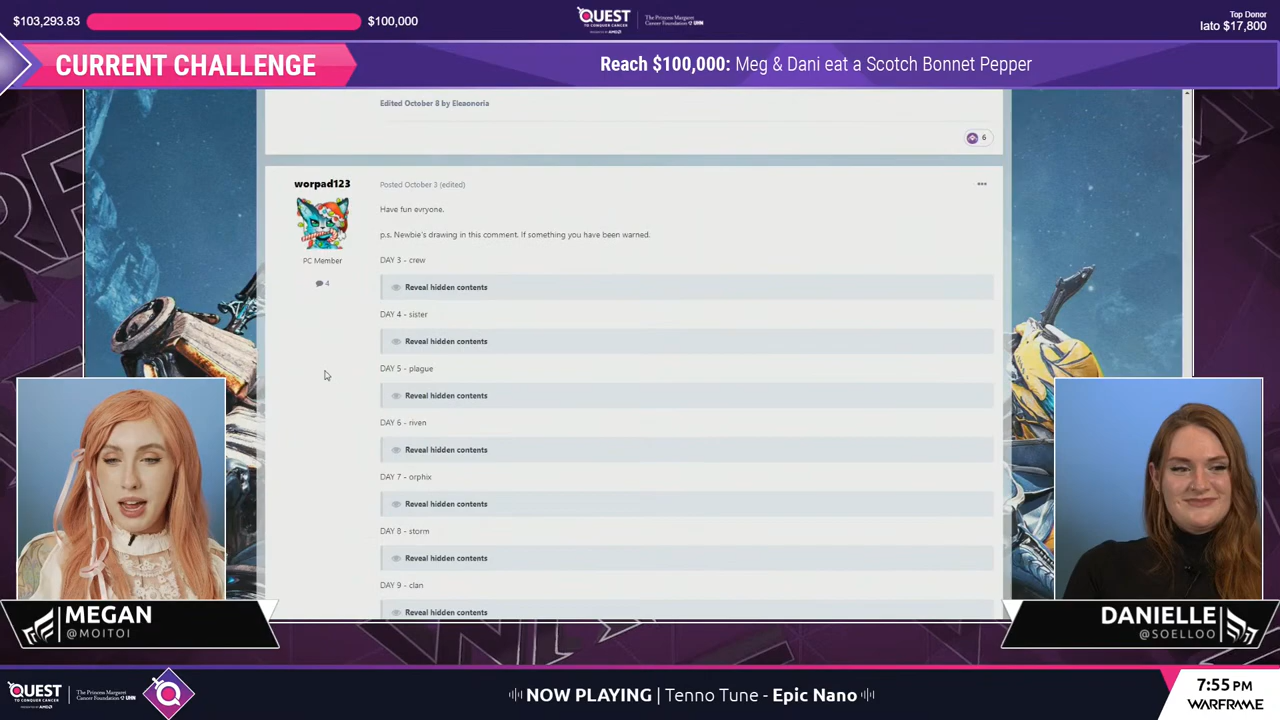 $103,293.83
$100,000
QUEST
TO CONQUER CANCER
The Princess Margaret
Cancer Foundation UHN
Top Donor
lato $17,800
CURRENT CHALLENGE
Reach $100,000: Meg & Dani eat a Scotch Bonnet Pepper
Edited October 8 by Eleaonoria
6
worpad123
Posted October 3 (edited)
Have fun evryone.
p.s. Newbie's drawing in this comment. If something you have been warned.
PC Member
4
DAY 3 - crew
Reveal hidden contents
DAY 4 - sister
Reveal hidden contents
DAY 5 - plague
Reveal hidden contents
DAY 6 - riven
Reveal hidden contents
DAY 7 - orphix
Reveal hidden contents
DAY 8 - storm
Reveal hidden contents
DAY 9 - clan
Reveal hidden contents
MEGAN
@MOITOI
DANIELLE
@SOELLOO
QUEST
TO CONQUER CANCER
The Princess Margaret
Cancer Foundation UHN
NOW PLAYING | Tenno Tune - Epic Nano
7:55 PM
WARFRAME